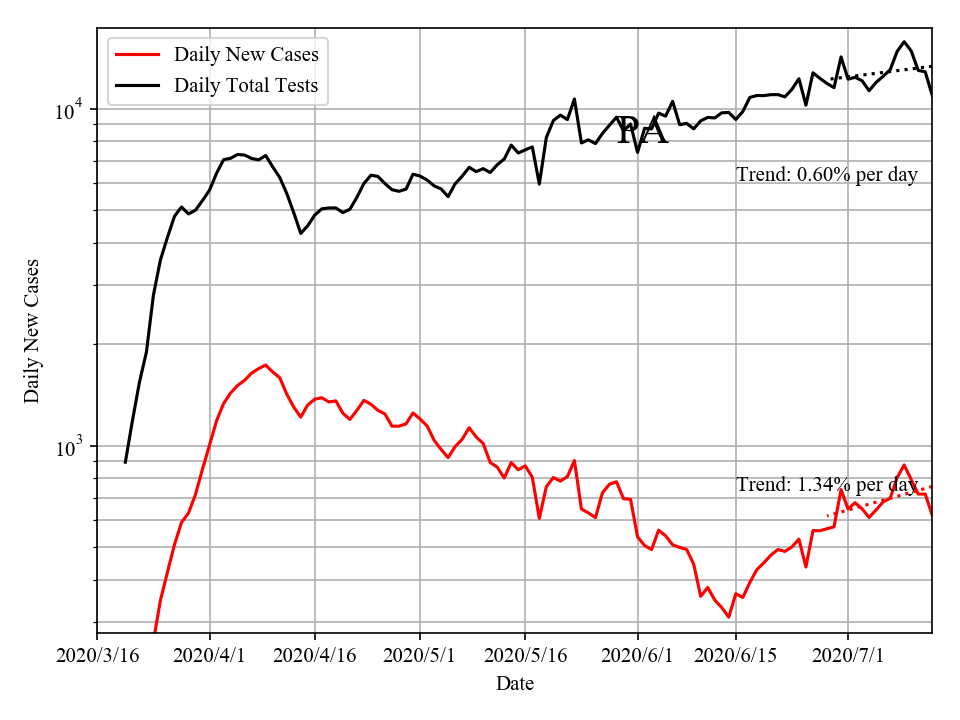 Daily New Cases
Daily Total Tests
PA
10^4
Trend: 0.60% per day
Daily New Cases
10^3
Trend: 1.34% per day
2020/3/16 2020/4/1 2020/4/16 2020/5/1 2020/5/16 2020/6/1 2020/6/15 2020/7/1
Date